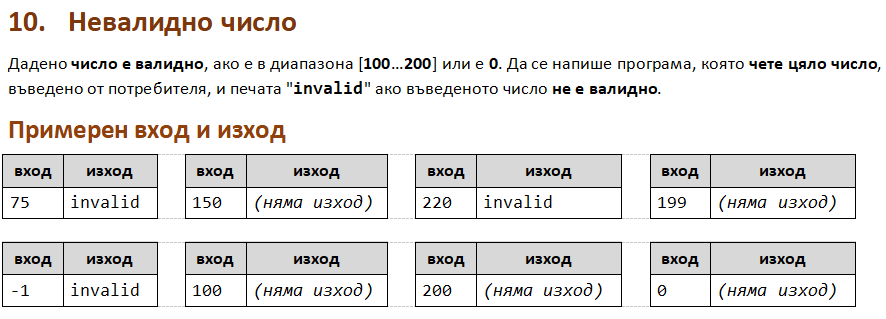 10. Невалидно число
Дадено число е валидно, ако е в диапазона [100…200] или е 0. Да се напише програма, която чете цяло число,
въведено от потребителя, и печата "invalid" ако въведеното число не е валидно.
Примерен вход и изход
вход изход вход изход вход изход вход изход
75 invalid 150 (няма изход) 220 invalid 199 (няма изход)
вход изход вход изход вход изход вход изход
-1 invalid 100 (няма изход) 200 (няма изход) 0 (няма изход)